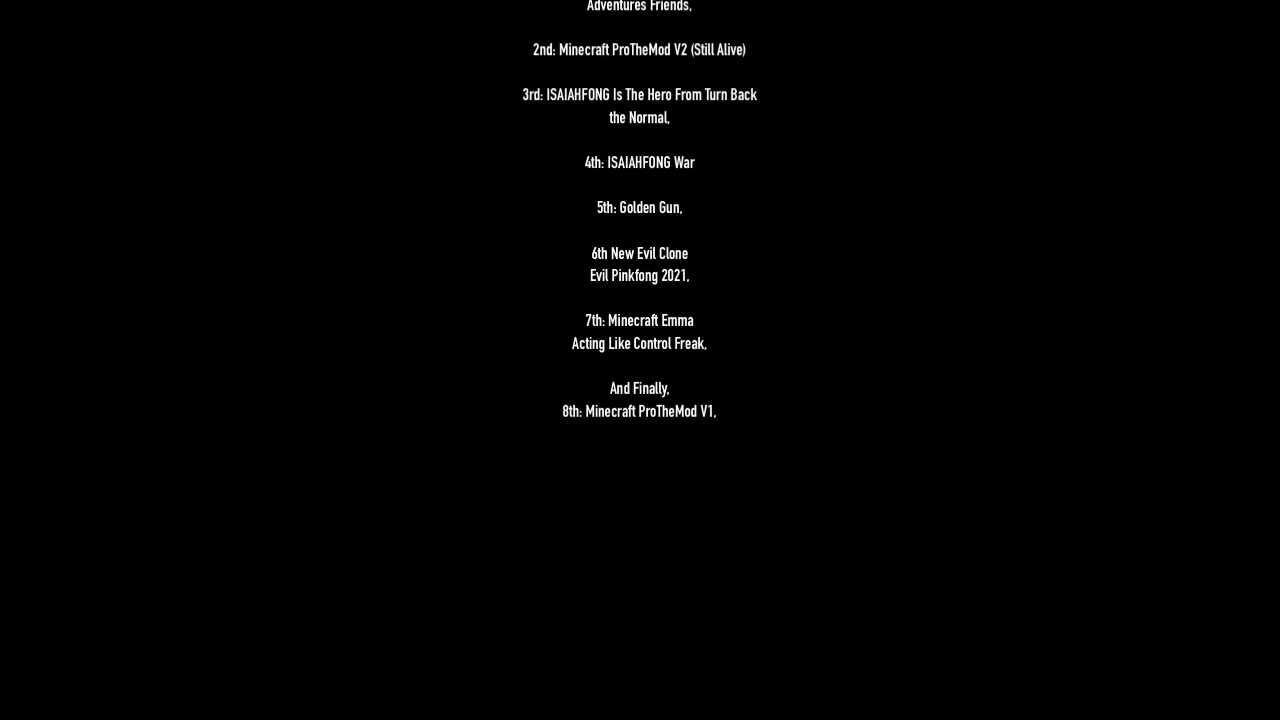 Adventures Friends,
2nd: Minecraft ProTheMod V2 (Still Alive)
3rd: ISAIAHFONG Is The Hero From Turn Back
the Normal,
4th: ISAIAHFONG War
5th: Golden Gun,
6th New Evil Clone
Evil Pinkfong 2021,
7th: Minecraft Emma
Acting Like Control Freak,
And Finally,
8th: Minecraft ProTheMod V1,